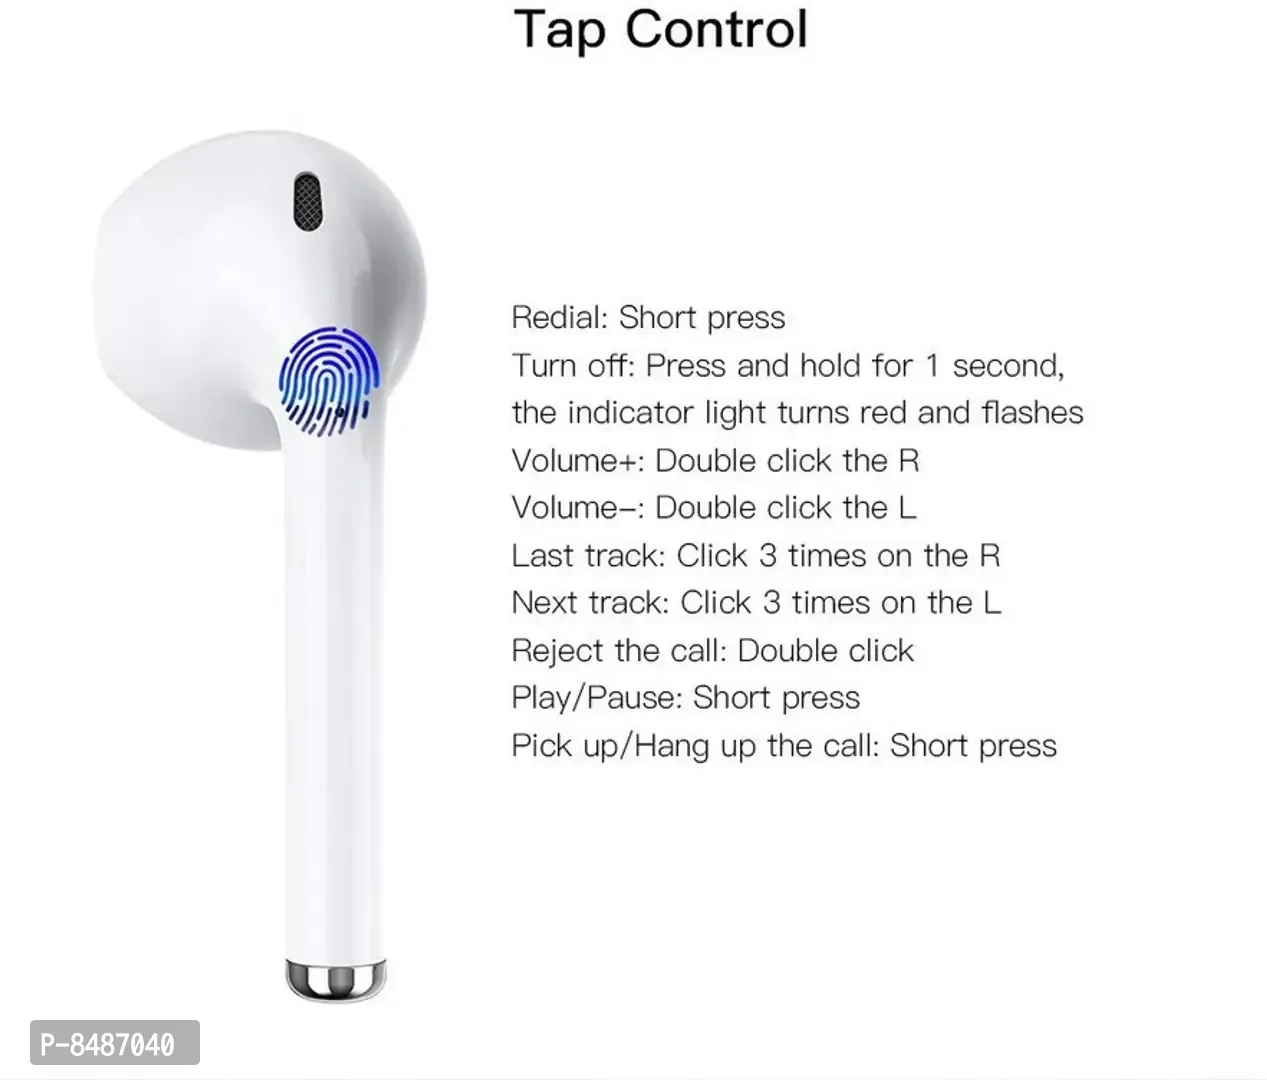 Tap Control
Redial: Short press
Turn off: Press and hold for 1 second,
the indicator light turns red and flashes
Volume+: Double click the R
Volume–: Double click the L
Last track: Click 3 times on the R
Next track: Click 3 times on the L
Reject the call: Double click
Play/Pause: Short press
Pick up/Hang up the call: Short press
P-8487040